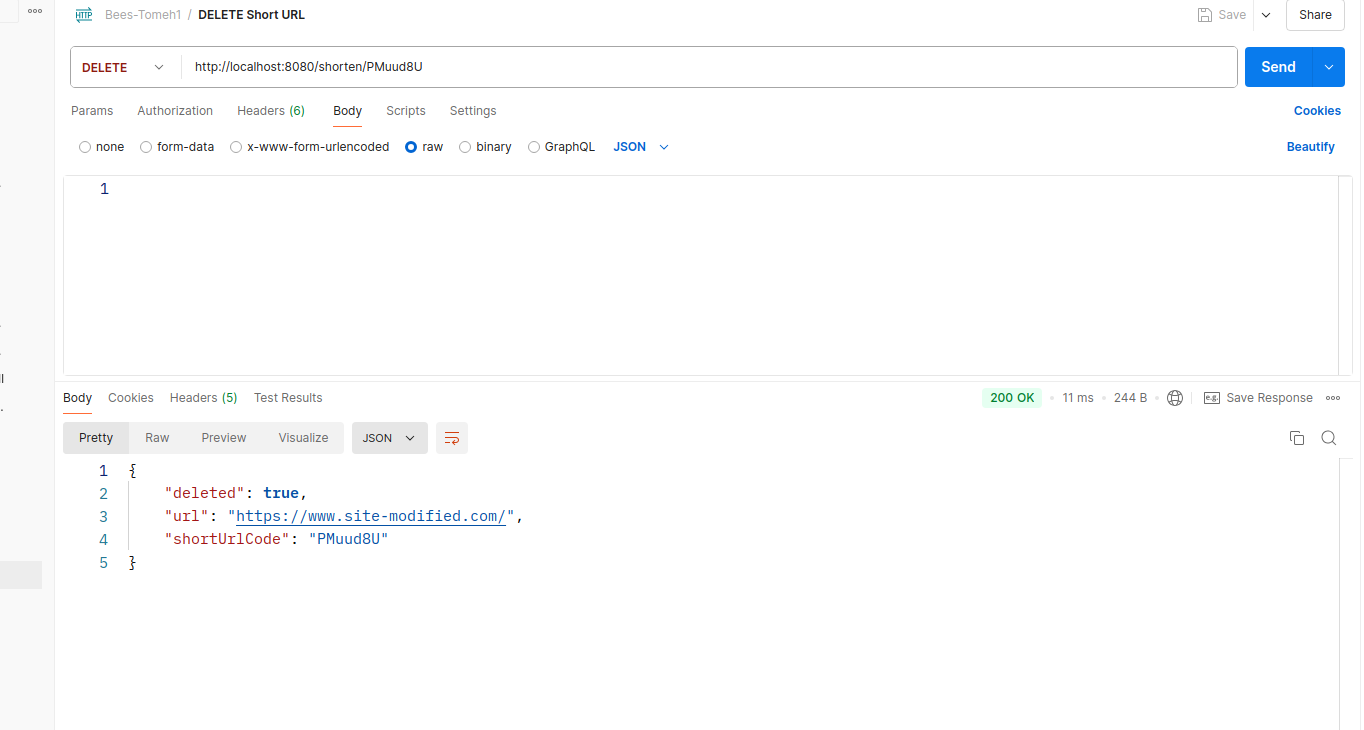 HTTP Bees-Tomeh1 / DELETE Short URL Save Share
DELETE http://localhost:8080/shorten/PMuud8U Send
Params Authorization Headers (6) Body Scripts Settings Cookies
none form-data x-www-form-urlencoded raw binary GraphQL JSON Beautify
1
Body Cookies Headers (5) Test Results 200 OK 11 ms 244 B e.g. Save Response
Pretty Raw Preview Visualize JSON
1 {
2 "deleted": true,
3 "url": "https://www.site-modified.com/",
4 "shortUrlCode": "PMuud8U"
5 }